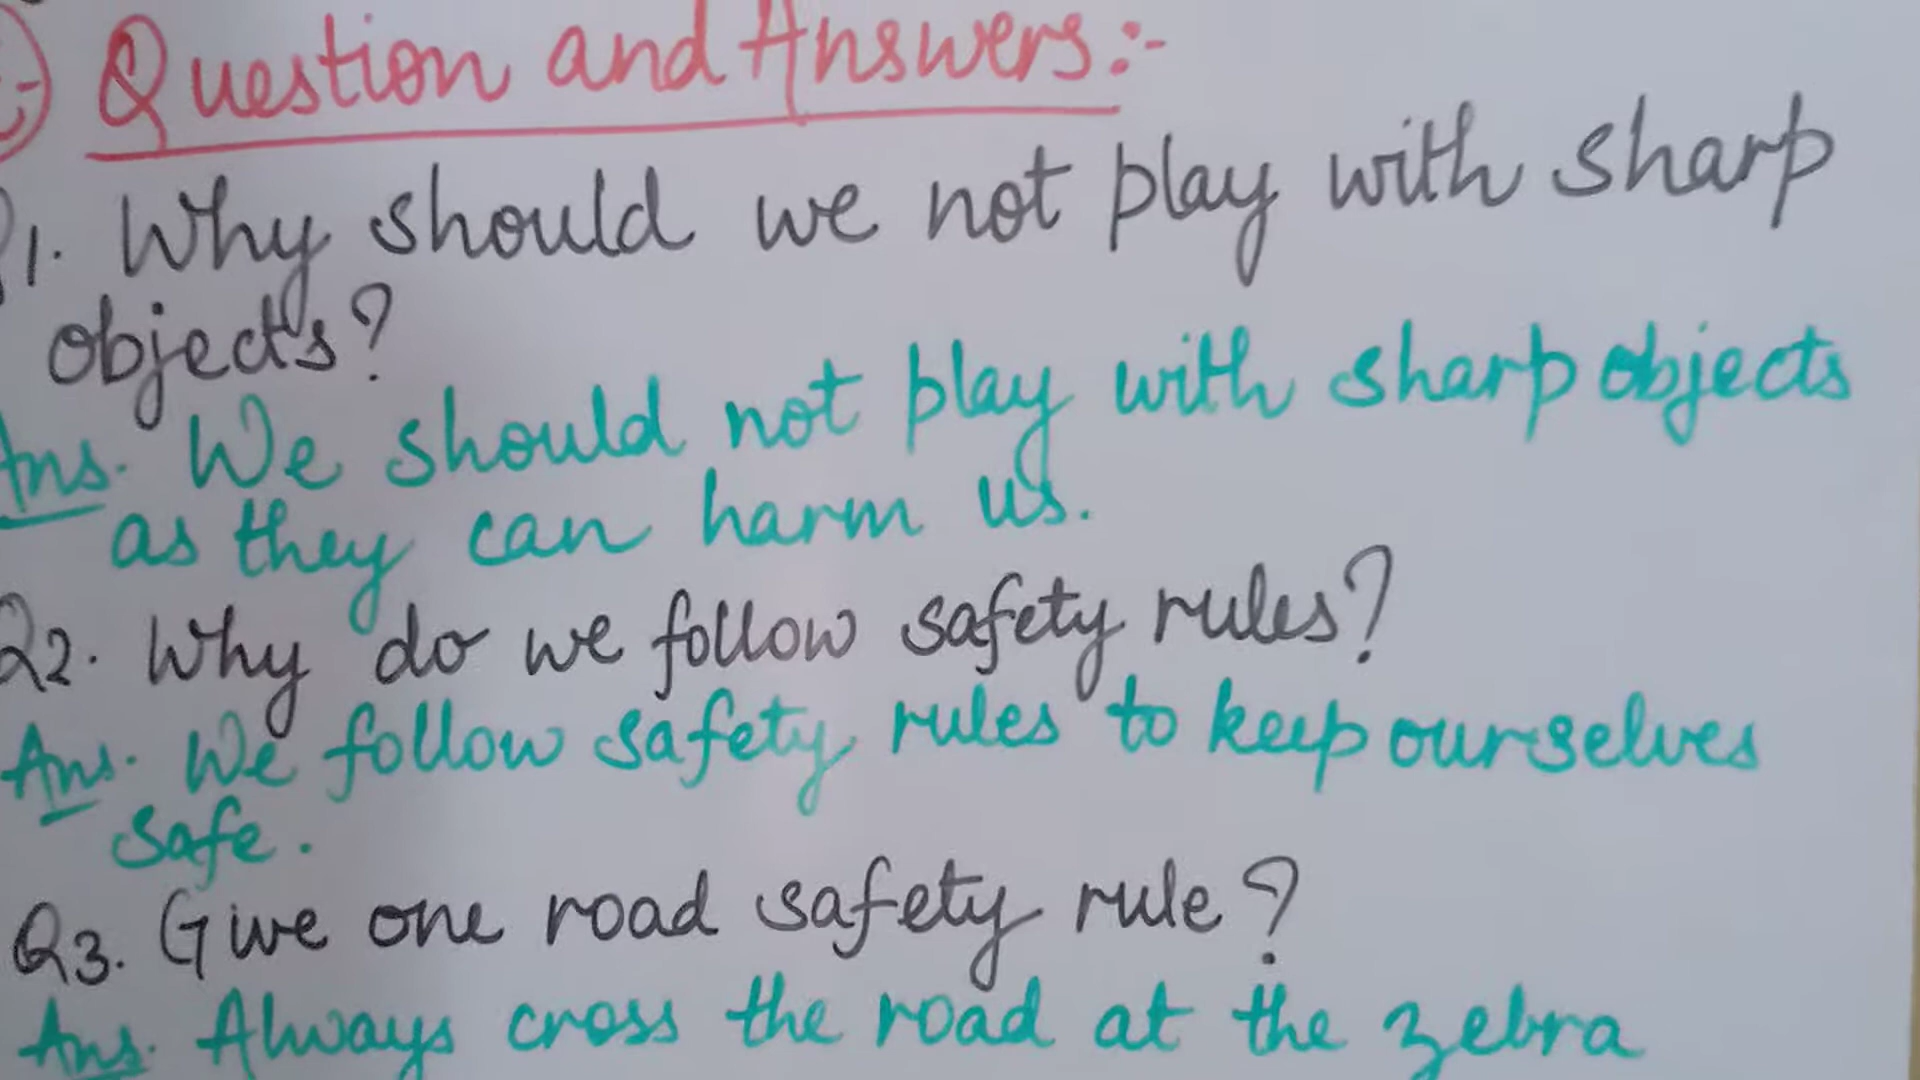 Question and Answers:-
Q1. Why should we not play with sharp
objects?
Ans. We should not play with sharp objects
as they can harm us.
Q2. Why do we follow safety rules?
Ans. We follow safety rules to keep ourselves
safe.
Q3. Give one road safety rule?
Ans. Always cross the road at the zebra